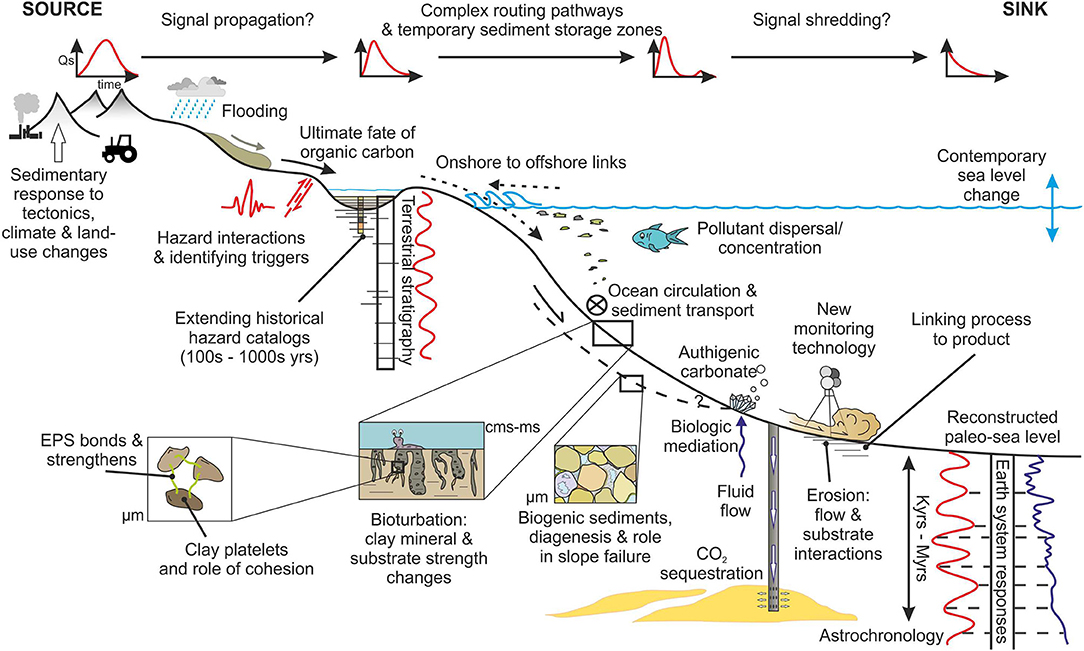 SOURCE
Signal propagation?
Complex routing pathways
& temporary sediment storage zones
Signal shredding?
SINK
Qs
time
Flooding
Ultimate fate of
organic carbon
Onshore to offshore links
Contemporary
sea level
change
Sedimentary
response to
tectonics,
climate & land-
use changes
Hazard interactions
& identifying triggers
Terrestrial stratigraphy
Pollutant dispersal/
concentration
Extending historical
hazard catalogs
(100s - 1000s yrs)
Ocean circulation &
sediment transport
New
monitoring
technology
Linking process
to product
Authigenic
carbonate
?
Biologic
mediation
Fluid
flow
Reconstructed
paleo-sea level
EPS bonds &
strengthens
µm
Clay platelets
and role of cohesion
cms-ms
Bioturbation:
clay mineral &
substrate strength
changes
µm
Biogenic sediments,
diagenesis & role
in slope failure
CO₂
sequestration
Erosion:
flow &
substrate
interactions
Kyrs - Myrs
Earth system responses
Astrochronology